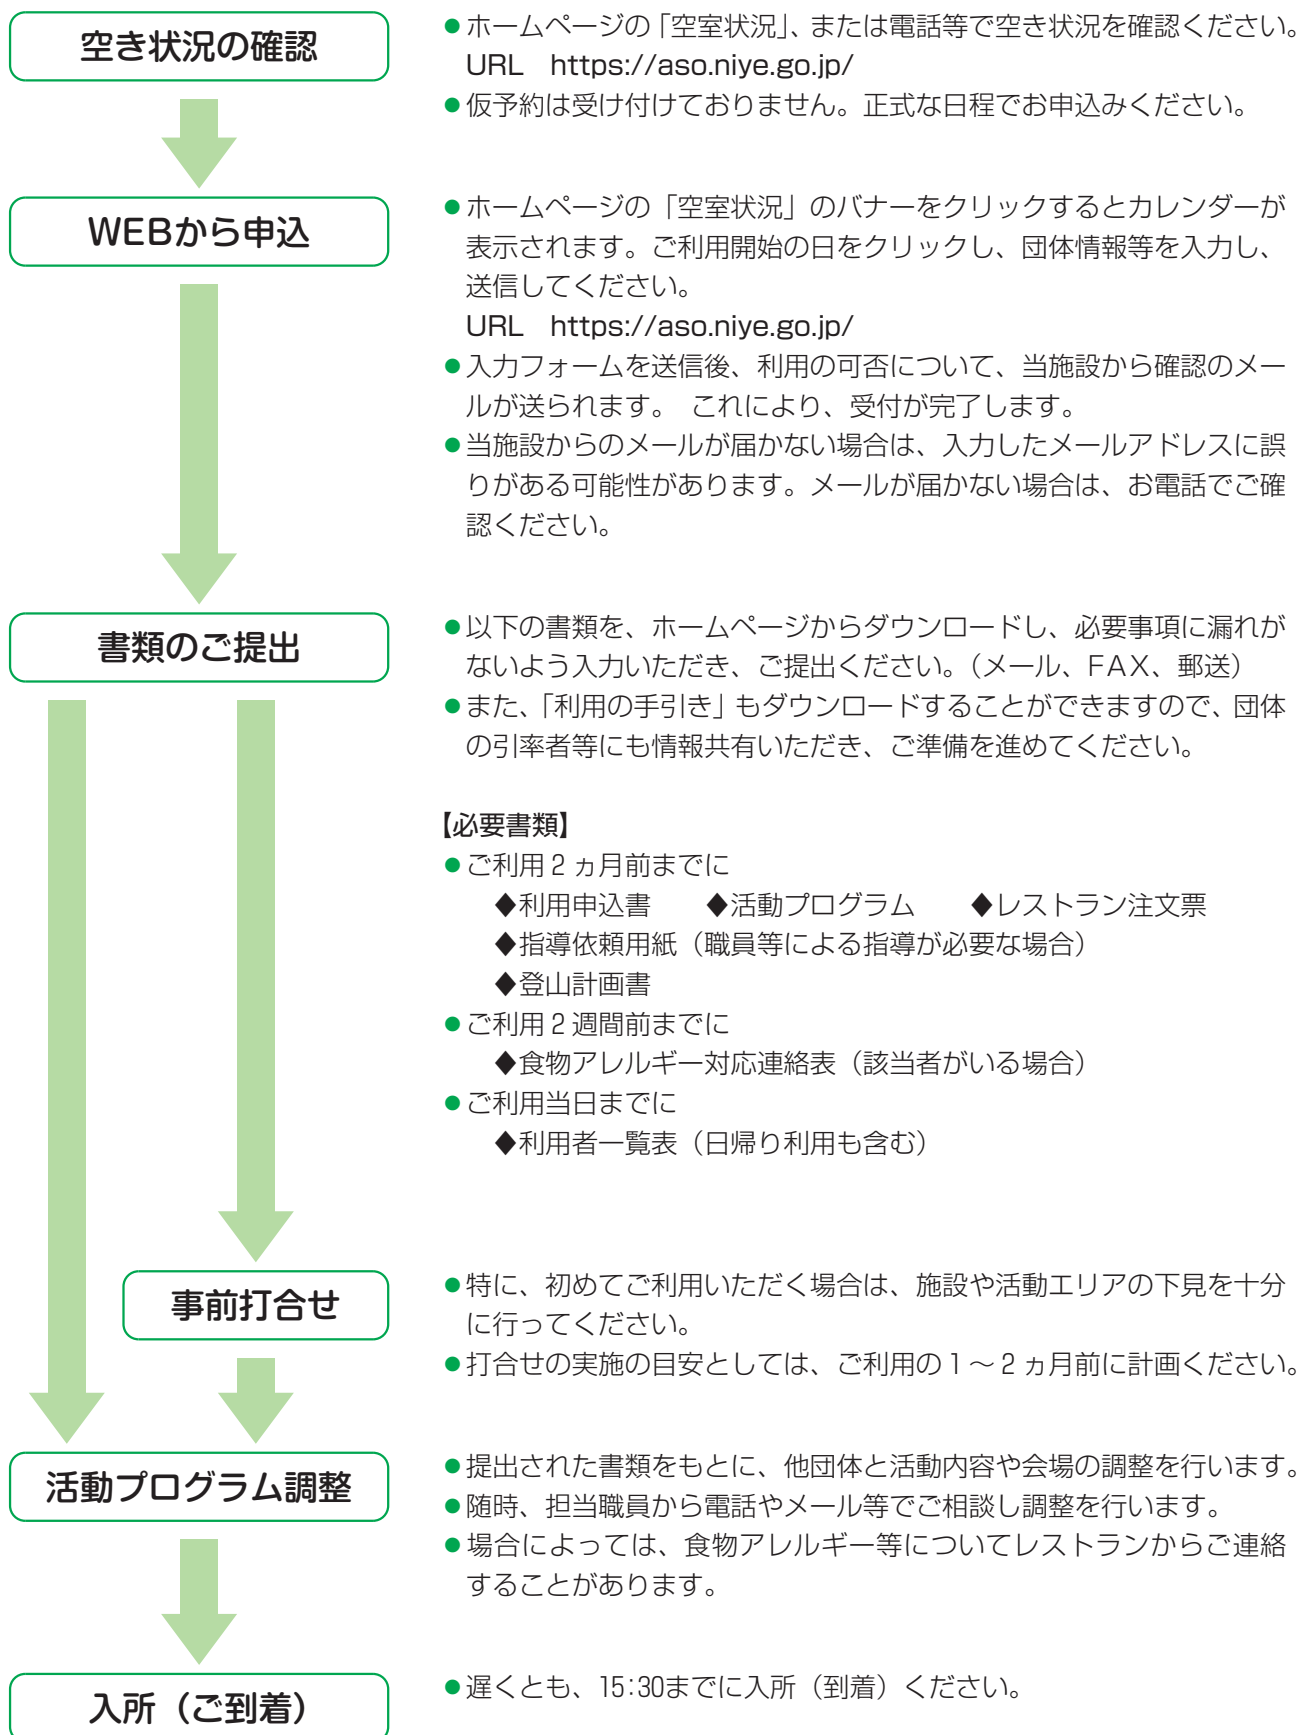 空き状況の確認
●ホームページの「空室状況」、または電話等で空き状況を確認ください。
URL　https://aso.niye.go.jp/
●仮予約は受け付けておりません。正式な日程でお申込みください。
WEBから申込
●ホームページの「空室状況」のバナーをクリックするとカレンダーが
表示されます。ご利用開始の日をクリックし、団体情報等を入力し、
送信してください。
URL　https://aso.niye.go.jp/
●入力フォームを送信後、利用の可否について、当施設から確認のメー
ルが送られます。 これにより、受付が完了します。
●当施設からのメールが届かない場合は、入力したメールアドレスに誤
りがある可能性があります。メールが届かない場合は、お電話でご確
認ください。
書類のご提出
●以下の書類を、ホームページからダウンロードし、必要事項に漏れが
ないよう入力いただき、ご提出ください。（メール、FAX、郵送）
●また、「利用の手引き」もダウンロードすることができますので、団体
の引率者等にも情報共有いただき、ご準備を進めてください。
【必要書類】
●ご利用２ヵ月前までに
◆利用申込書　◆活動プログラム　◆レストラン注文票
◆指導依頼用紙（職員等による指導が必要な場合）
◆登山計画書
●ご利用２週間前までに
◆食物アレルギー対応連絡表（該当者がいる場合）
●ご利用当日までに
◆利用者一覧表（日帰り利用も含む）
事前打合せ
●特に、初めてご利用いただく場合は、施設や活動エリアの下見を十分
に行ってください。
●打合せの実施の目安としては、ご利用の１～２ヵ月前に計画ください。
活動プログラム調整
●提出された書類をもとに、他団体と活動内容や会場の調整を行います。
●随時、担当職員から電話やメール等でご相談し調整を行います。
●場合によっては、食物アレルギー等についてレストランからご連絡
することがあります。
入所（ご到着）
●遅くとも、15:30までに入所（到着）ください。